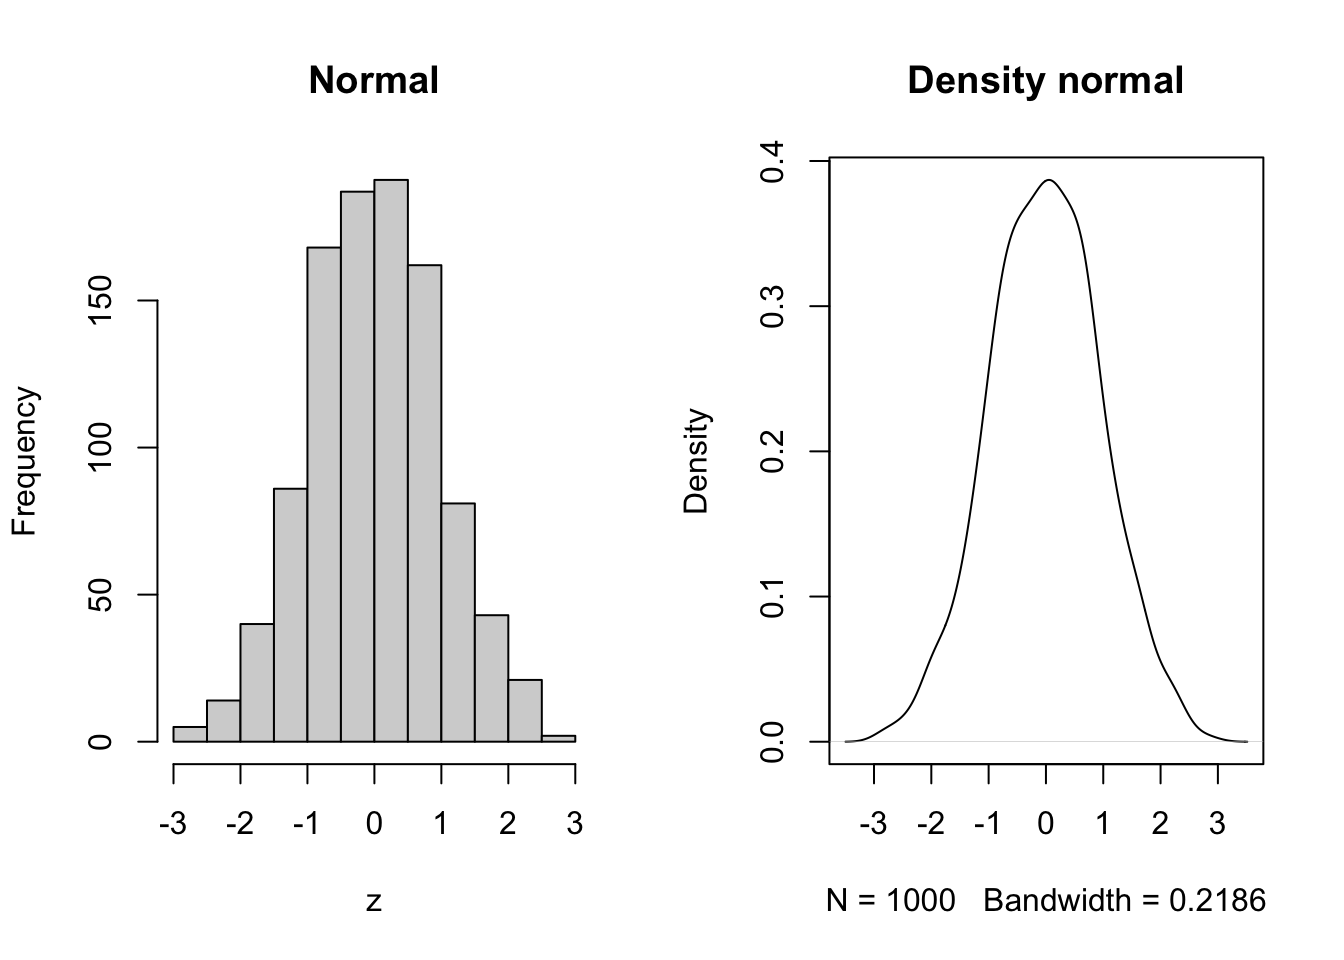 Normal
Frequency
150
100
50
0
-3 -2 -1 0 1 2 3
z
Density normal
Density
0.4
0.3
0.2
0.1
0.0
-3 -2 -1 0 1 2 3
N = 1000 Bandwidth = 0.2186